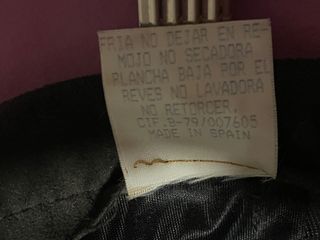 FRIA NO DEJAR EN RE-
MOJO NO SECADORA
PLANCHA BAJA POR EL
REVES NO LAVADORA
NO RETORCER.
CIF.B-79/007605
MADE IN SPAIN